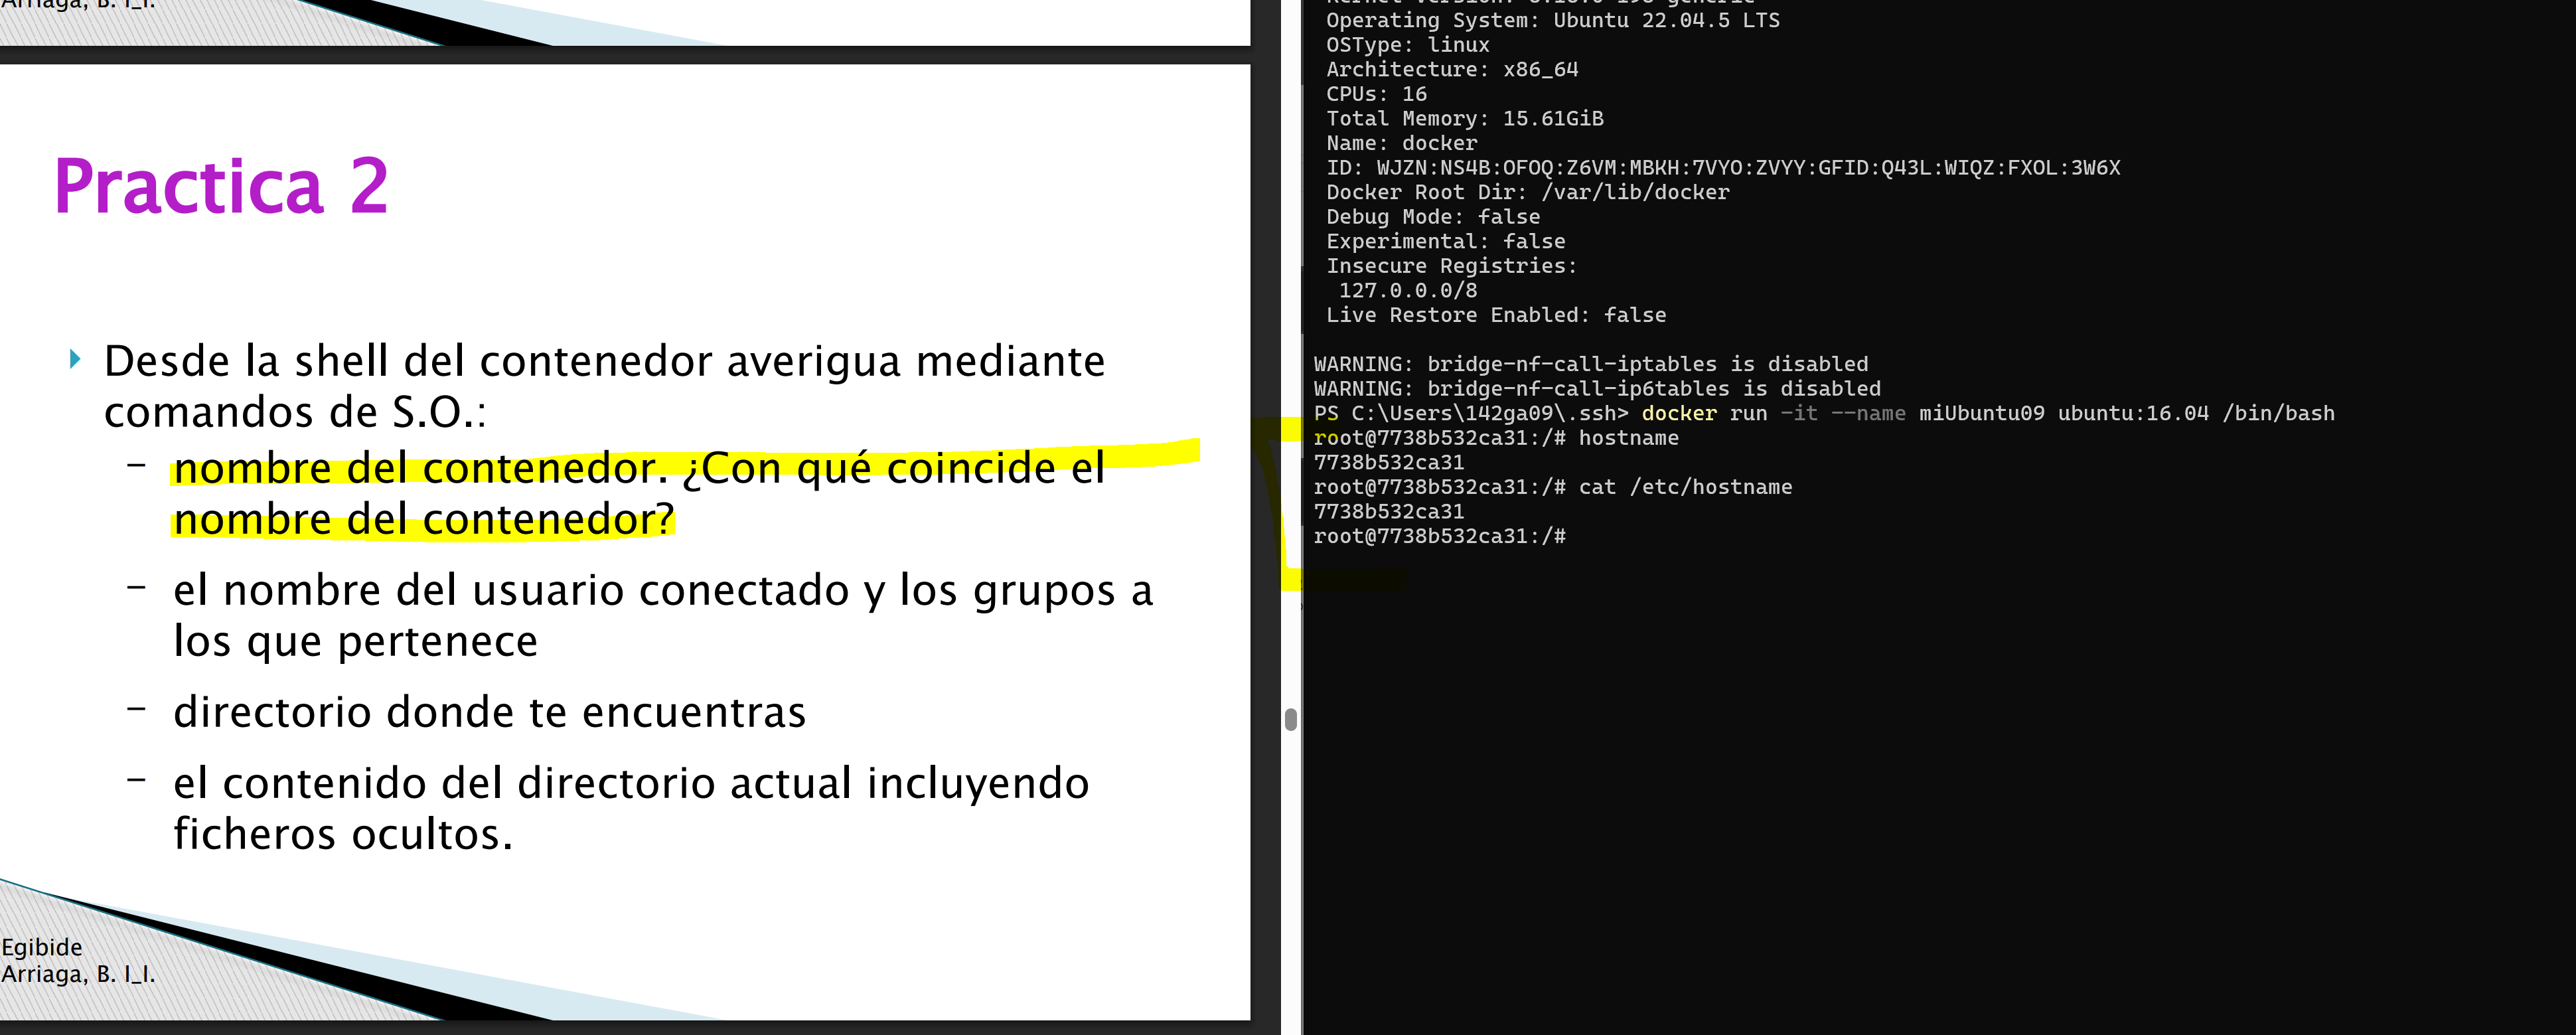 Arriaga, B. I_I.
Practica 2
Desde la shell del contenedor averigua mediante
comandos de S.O.:
– nombre del contenedor. ¿Con qué coincide el
nombre del contenedor?
– el nombre del usuario conectado y los grupos a
los que pertenece
– directorio donde te encuentras
– el contenido del directorio actual incluyendo
ficheros ocultos.
Egibide
Arriaga, B. I_I.
Operating System: Ubuntu 22.04.5 LTS
OSType: linux
Architecture: x86_64
CPUs: 16
Total Memory: 15.61GiB
Name: docker
ID: WJZN:NS4B:OFOQ:Z6VM:MBKH:7VYO:ZVYY:GFID:Q43L:WIQZ:FXOL:3W6X
Docker Root Dir: /var/lib/docker
Debug Mode: false
Experimental: false
Insecure Registries:
127.0.0.0/8
Live Restore Enabled: false
WARNING: bridge-nf-call-iptables is disabled
WARNING: bridge-nf-call-ip6tables is disabled
PS C:\Users\142ga09\.ssh> docker run -it --name miUbuntu09 ubuntu:16.04 /bin/bash
root@7738b532ca31:/# hostname
7738b532ca31
root@7738b532ca31:/# cat /etc/hostname
7738b532ca31
root@7738b532ca31:/#